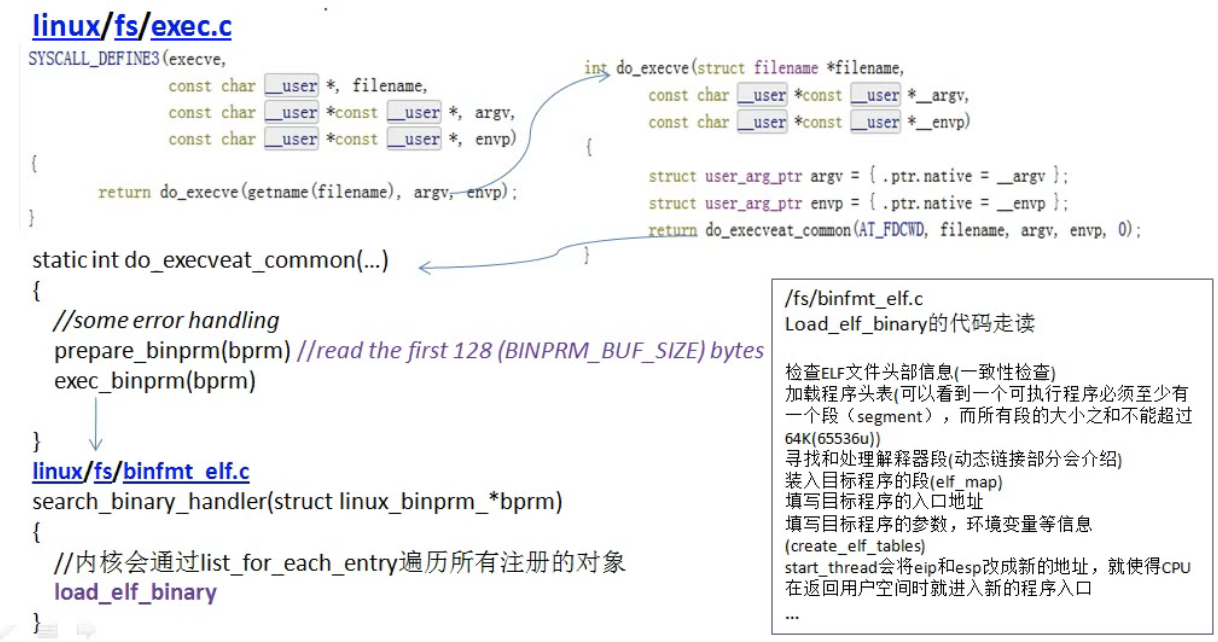 linux/fs/exec.c
SYSCALL_DEFINE3(execve,
const char __user *, filename,
const char __user *const __user *, argv,
const char __user *const __user *, envp)
{
return do_execve(getname(filename), argv, envp);
}
int do_execve(struct filename *filename,
const char __user *const __user *__argv,
const char __user *const __user *__envp)
{
struct user_arg_ptr argv = { .ptr.native = __argv };
struct user_arg_ptr envp = { .ptr.native = __envp };
return do_execveat_common(AT_FDCWD, filename, argv, envp, 0);
}
static int do_execveat_common(...)
{
//some error handling
prepare_binprm(bprm) //read the first 128 (BINPRM_BUF_SIZE) bytes
exec_binprm(bprm)
}
linux/fs/binfmt_elf.c
search_binary_handler(struct linux_binprm_*bprm)
{
//内核会通过list_for_each_entry遍历所有注册的对象
load_elf_binary
}
/fs/binfmt_elf.c
Load_elf_binary的代码走读
检查ELF文件头部信息(一致性检查)
加载程序头表(可以看到一个可执行程序必须至少有
一个段（segment），而所有段的大小之和不能超过
64K(65536u))
寻找和处理解释器段(动态链接部分会介绍)
装入目标程序的段(elf_map)
填写目标程序的入口地址
填写目标程序的参数，环境变量等信息
(create_elf_tables)
start_thread会将eip和esp改成新的地址，就使得CPU
在返回用户空间时就进入新的程序入口
...